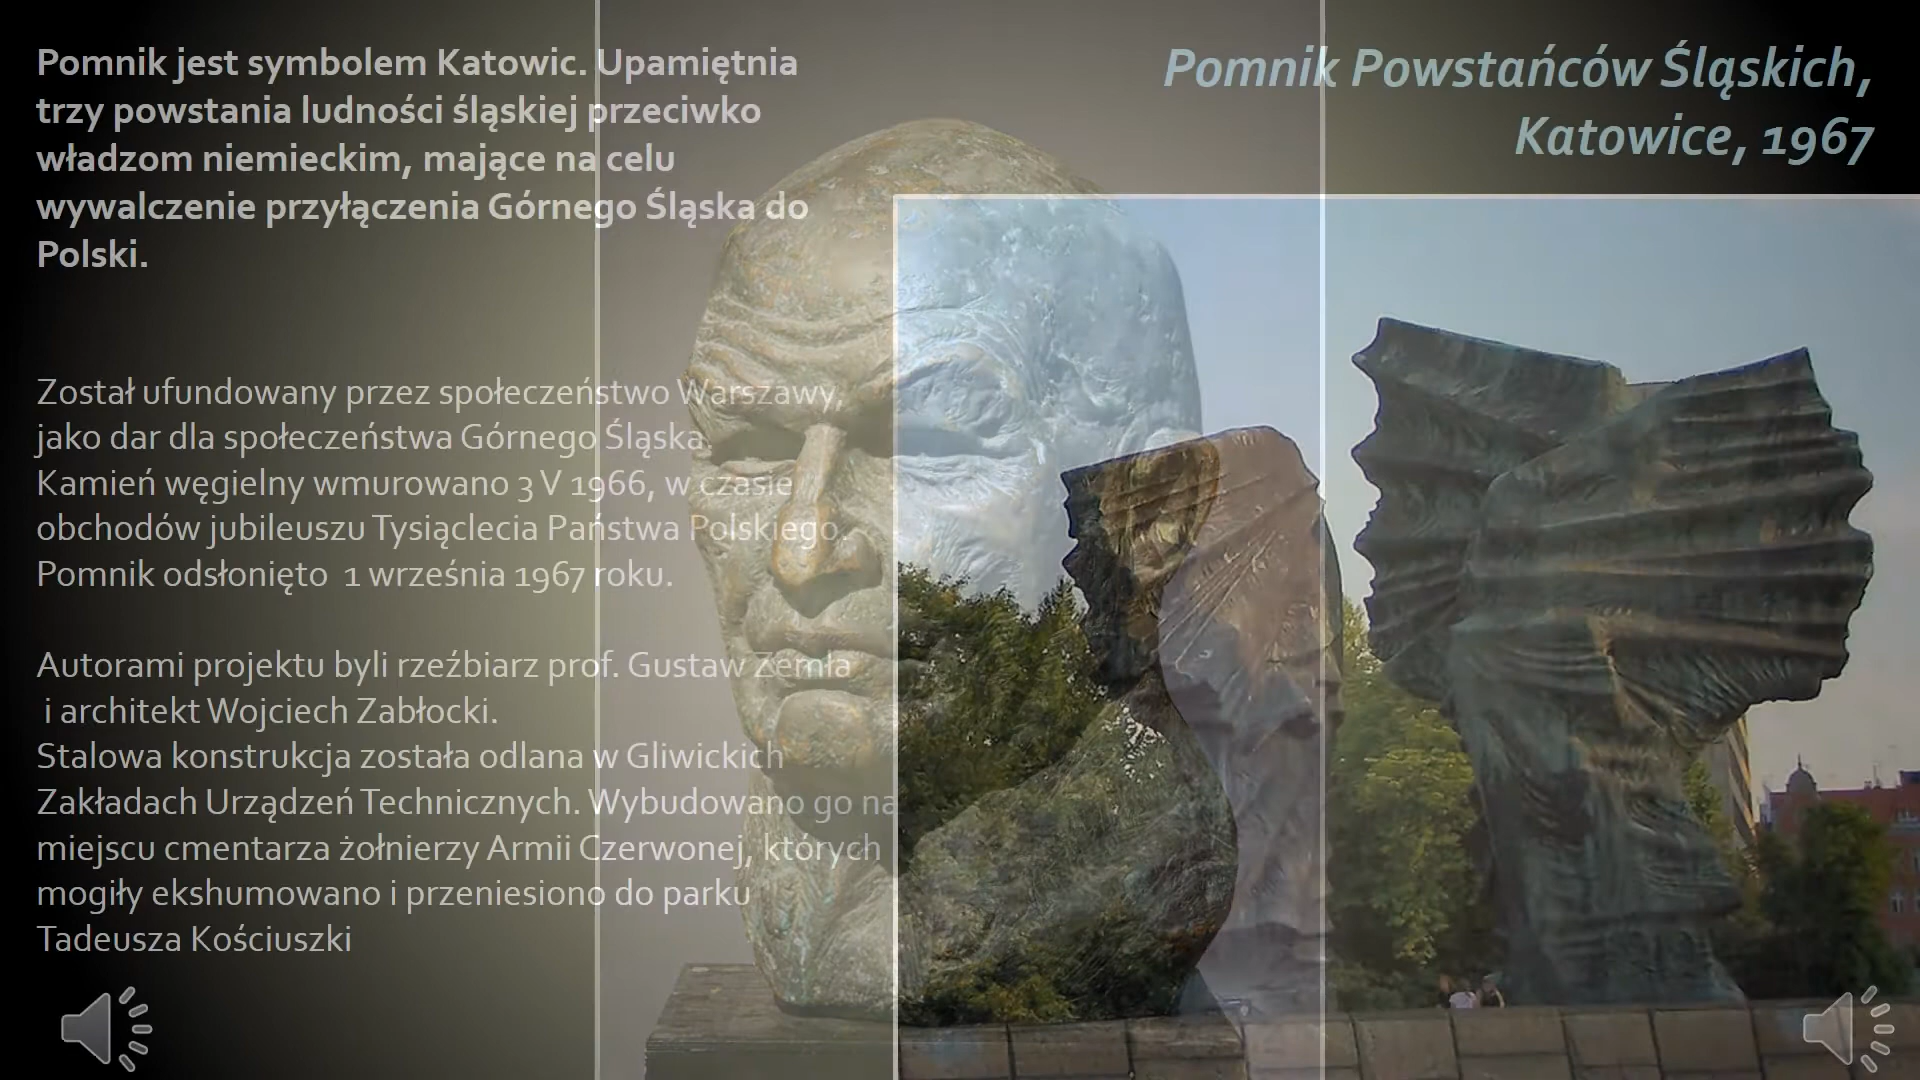 Pomnik jest symbolem Katowic. Upamiętnia
trzy powstania ludności śląskiej przeciwko
władzom niemieckim, mające na celu
wywalczenie przyłączenia Górnego Śląska do
Polski.
Został ufundowany przez społeczeństwo Warszawy,
jako dar dla społeczeństwa Górnego Śląska.
Kamień węgielny wmurowano 3 V 1966, w czasie
obchodów jubileuszu Tysiąclecia Państwa Polskiego.
Pomnik odsłonięto 1 września 1967 roku.
Autorami projektu byli rzeźbiarz prof. Gustaw Zemła
i architekt Wojciech Zabłocki.
Stalowa konstrukcja została odlana w Gliwickich
Zakładach Urządzeń Technicznych. Wybudowano go na
miejscu cmentarza żołnierzy Armii Czerwonej, których
mogiły ekshumowano i przeniesiono do parku
Tadeusza Kościuszki
Pomnik Powstańców Śląskich,
Katowice, 1967